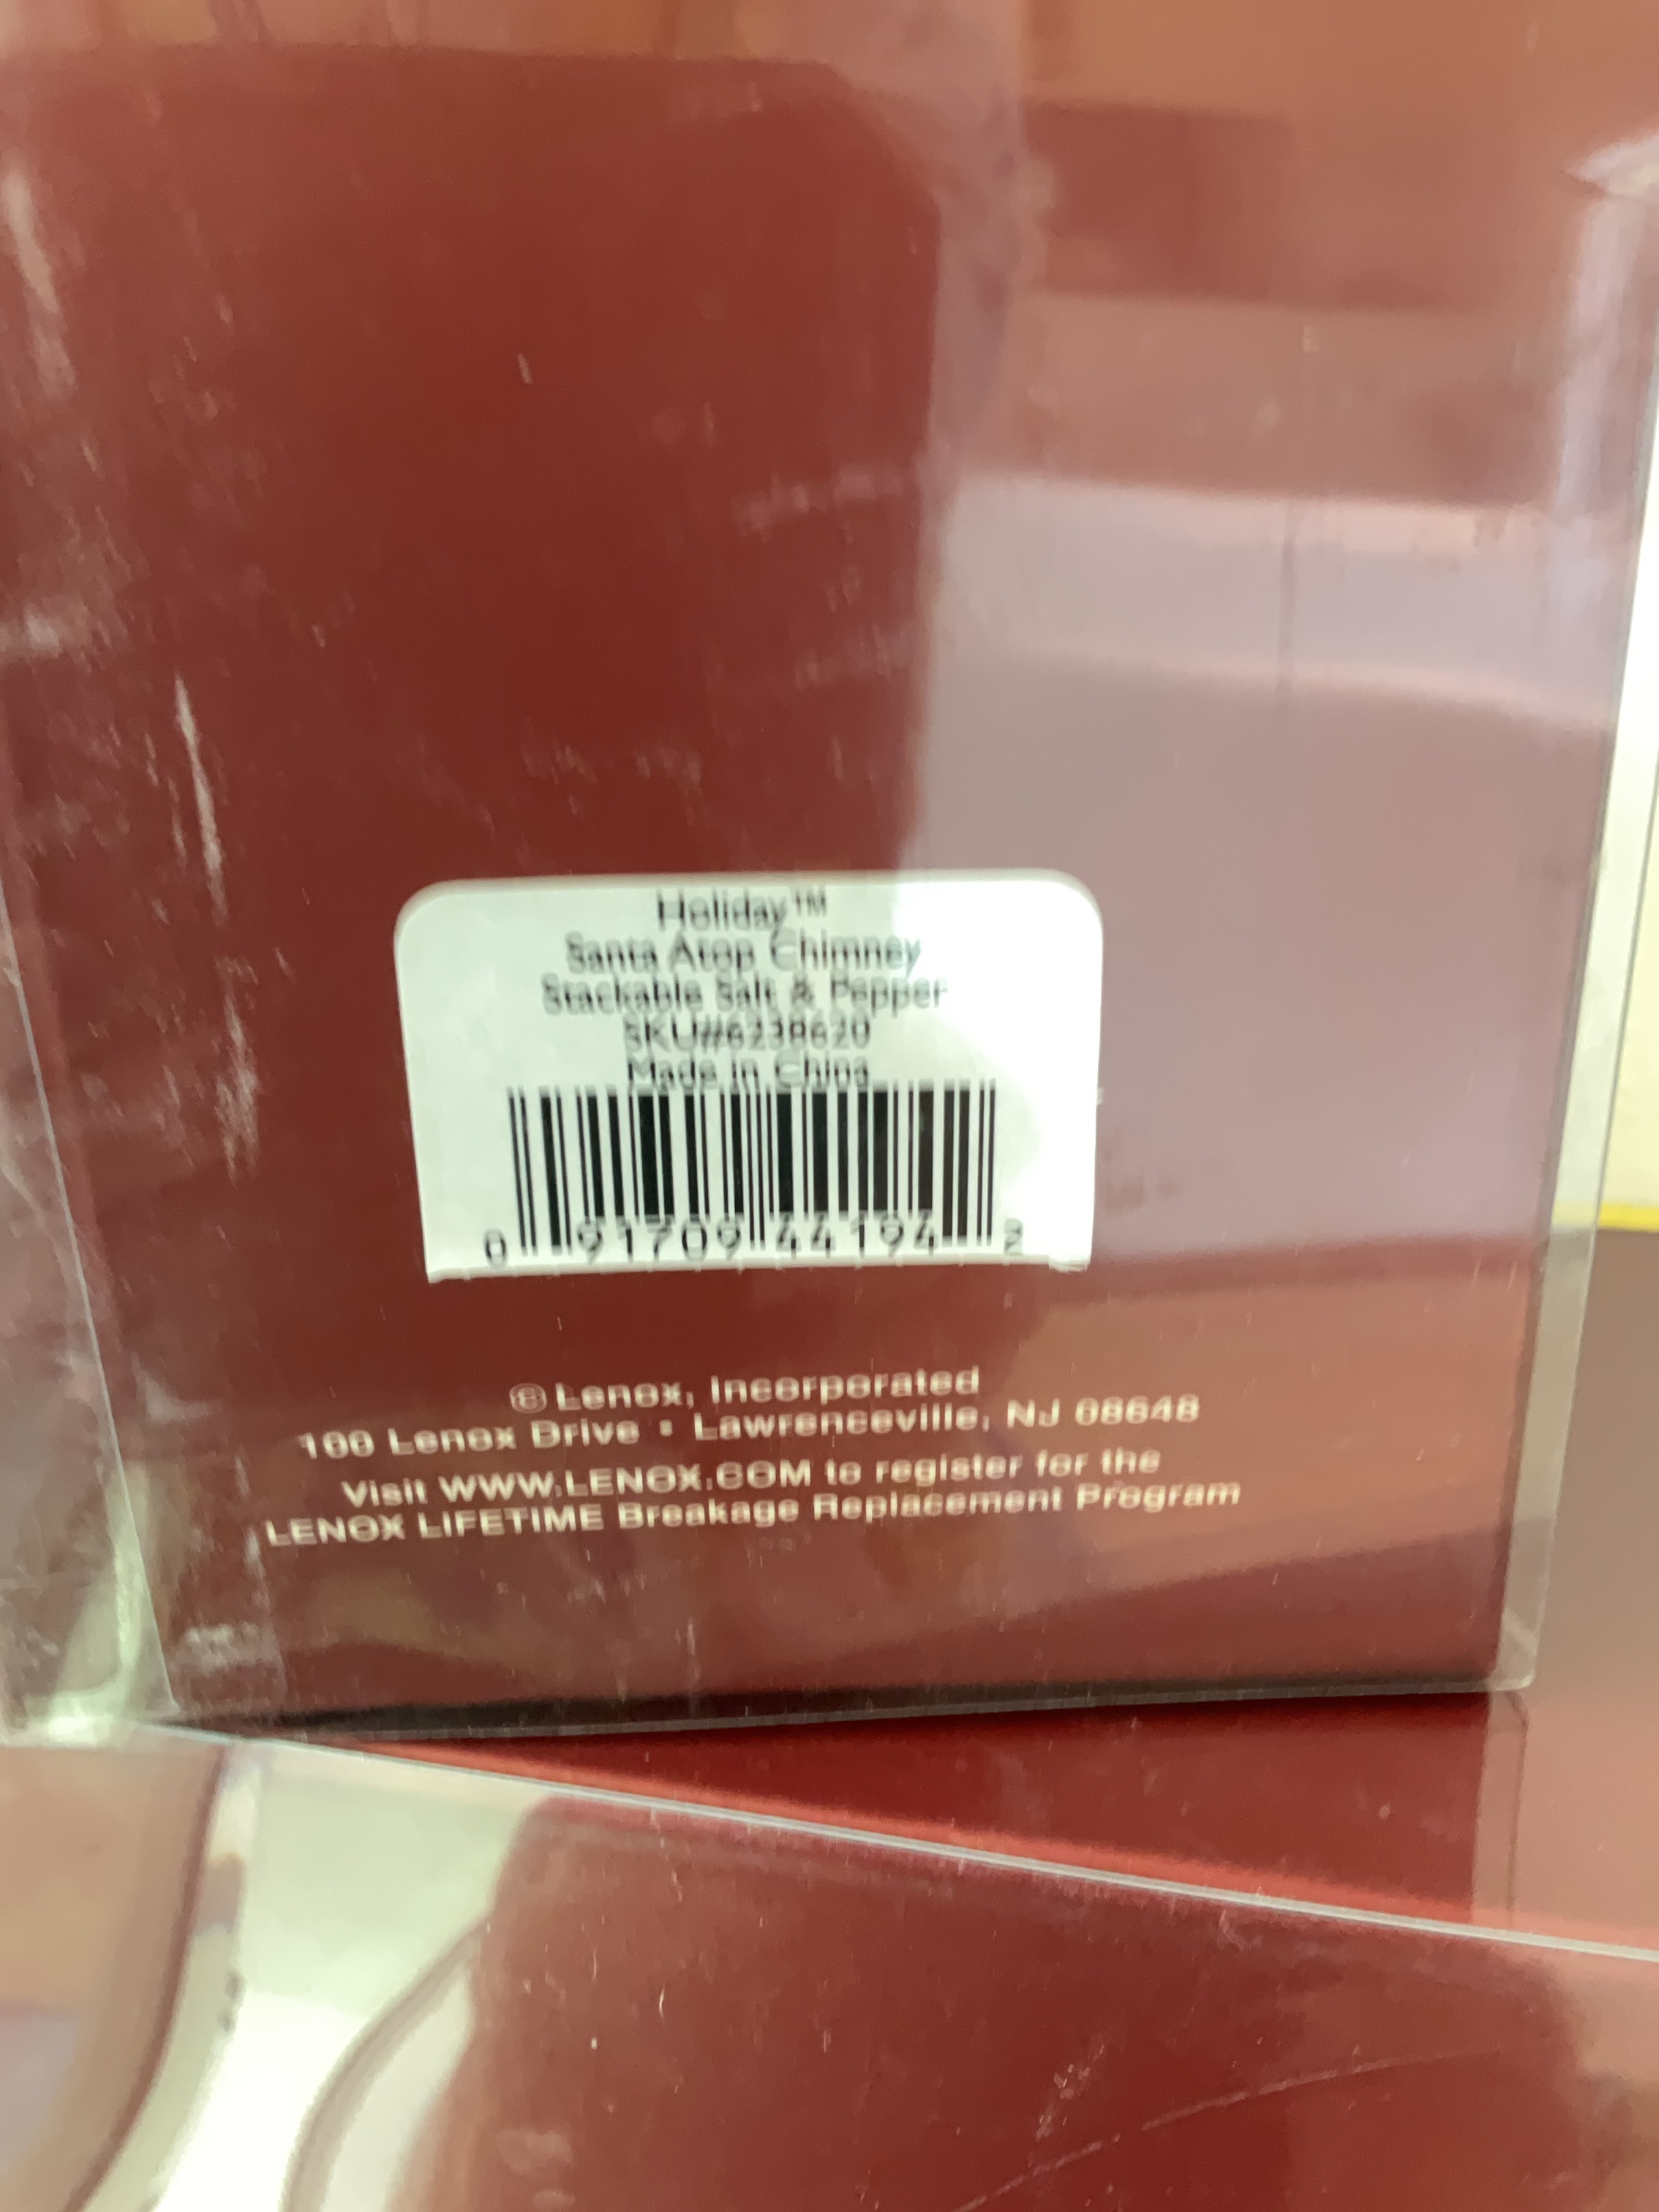 Holiday™
Santa Atop Chimney
Stackable Salt & Pepper
SKU#6238620
Made in China
0 91709 44194 2
© Lenox, Incorporated
100 Lenox Drive • Lawrenceville, NJ 08648
Visit WWW.LENOX.COM to register for the
LENOX LIFETIME Breakage Replacement Program